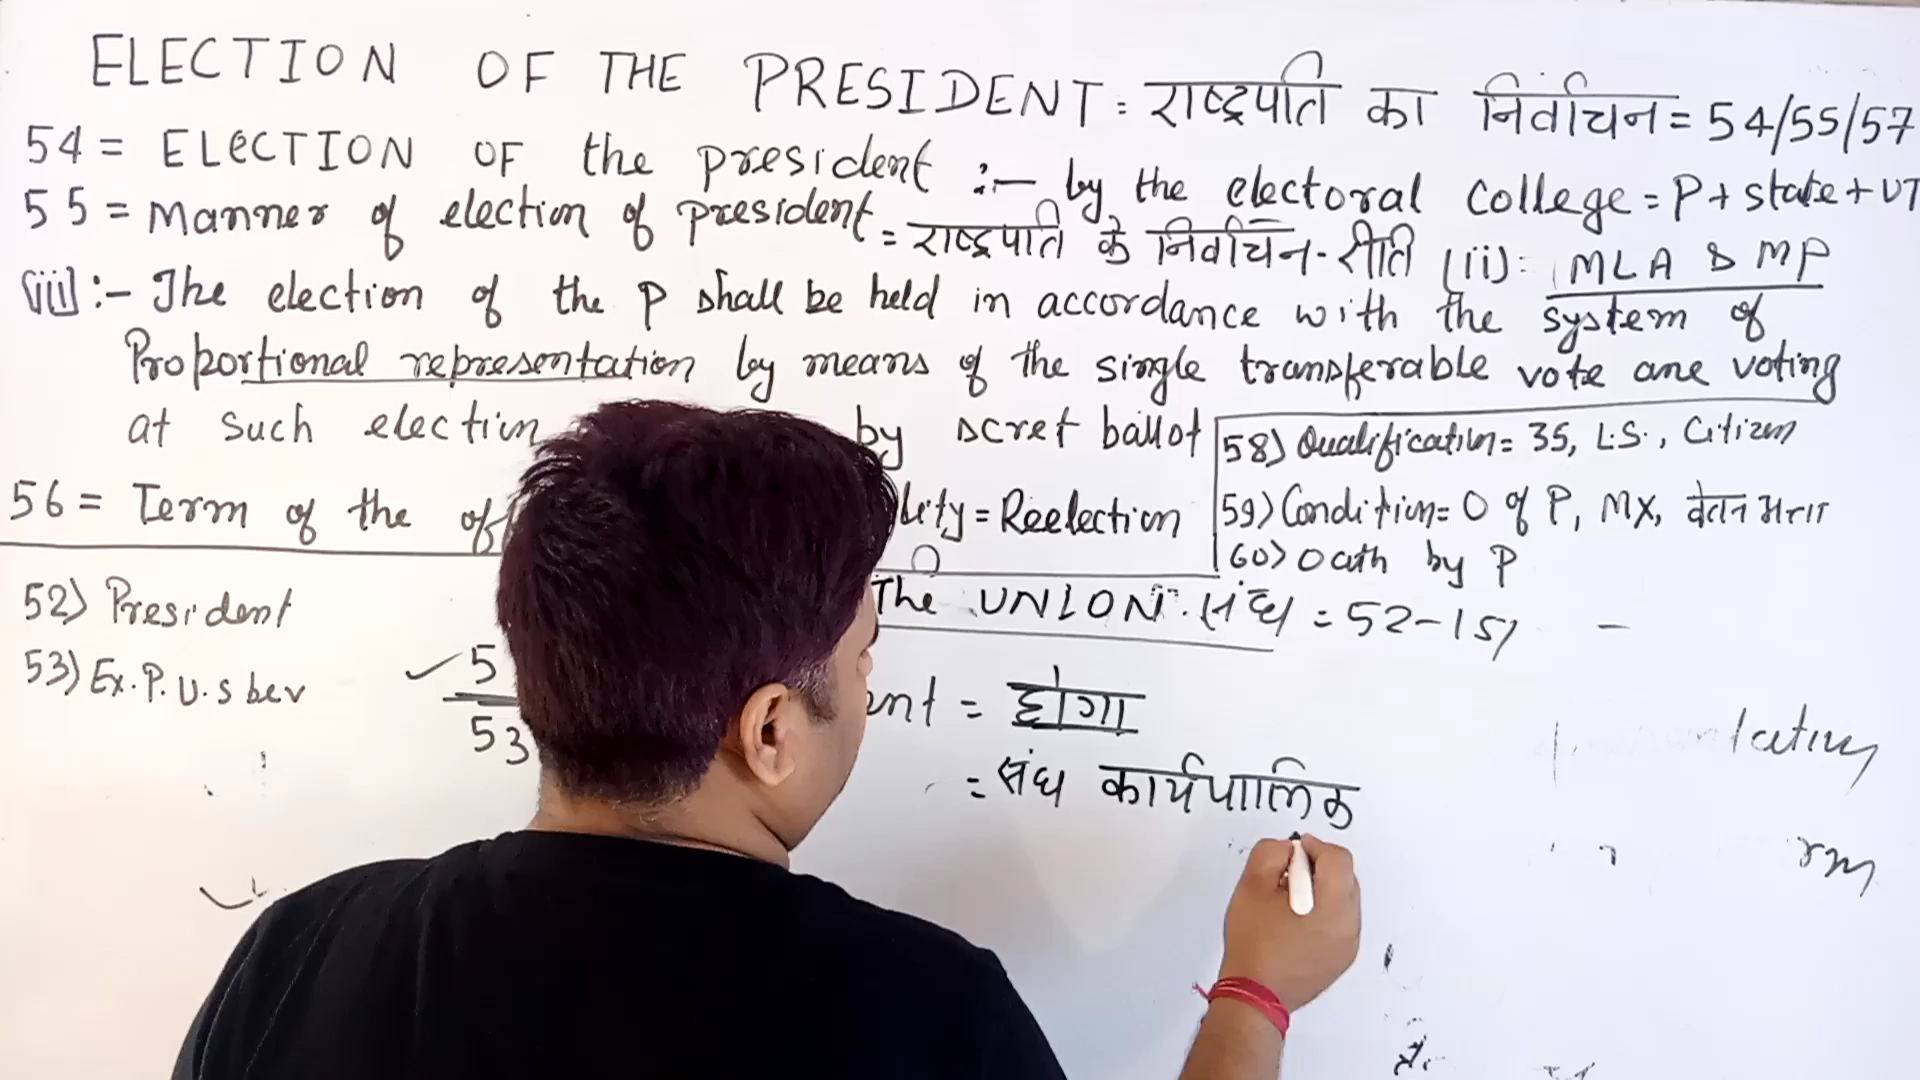 ELECTION OF THE PRESIDENT: राष्ट्रपति का निर्वाचन = 54/55/57
54 = ELeCTION OF the president :- by the electoral college = P + state + UT
55 = Manner of election of president = राष्ट्रपति के निर्वाचन-रीति (ii): MLA & MP
(iii) :- The election of the P shall be held in accordance with the system of
Proportional representation by means of the single transferable vote ane voting
at such election by scret ballot
58) Qualification = 35, L.S., Citizen
56 = Term of the off lity = Reelection
59) Condition = O of P, MX, वेतन भत्ता
60) Oath by P
The UNION संघ = 52-151 -
52) President
53) Ex. P. U. s bev
5 ent = होगा
53 = संघ कार्यपालिक